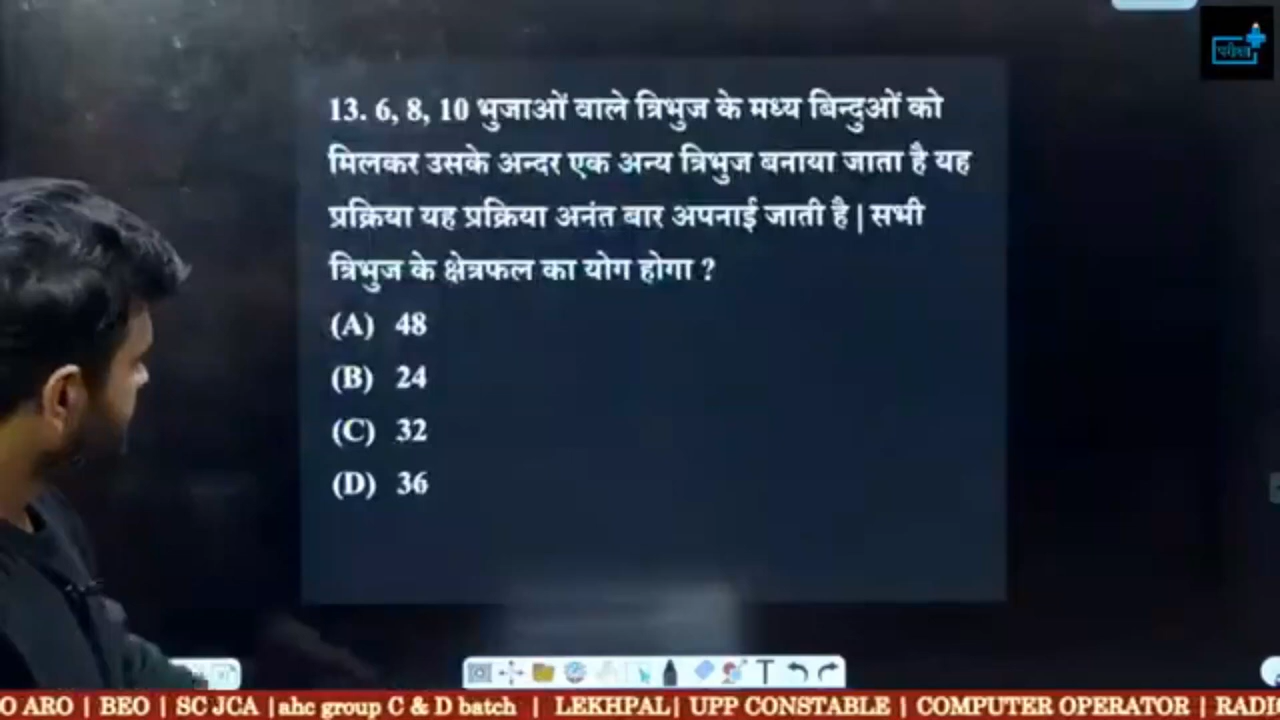 परीक्षा
13. 6, 8, 10 भुजाओं वाले त्रिभुज के मध्य बिन्दुओं को
मिलकर उसके अन्दर एक अन्य त्रिभुज बनाया जाता है यह
प्रक्रिया यह प्रक्रिया अनंत बार अपनाई जाती है | सभी
त्रिभुज के क्षेत्रफल का योग होगा ?
(A) 48
(B) 24
(C) 32
(D) 36
O ARO | BEO | SC JCA |ahc group C & D batch | LEKHPAL| UPP CONSTABLE | COMPUTER OPERATOR | RADI